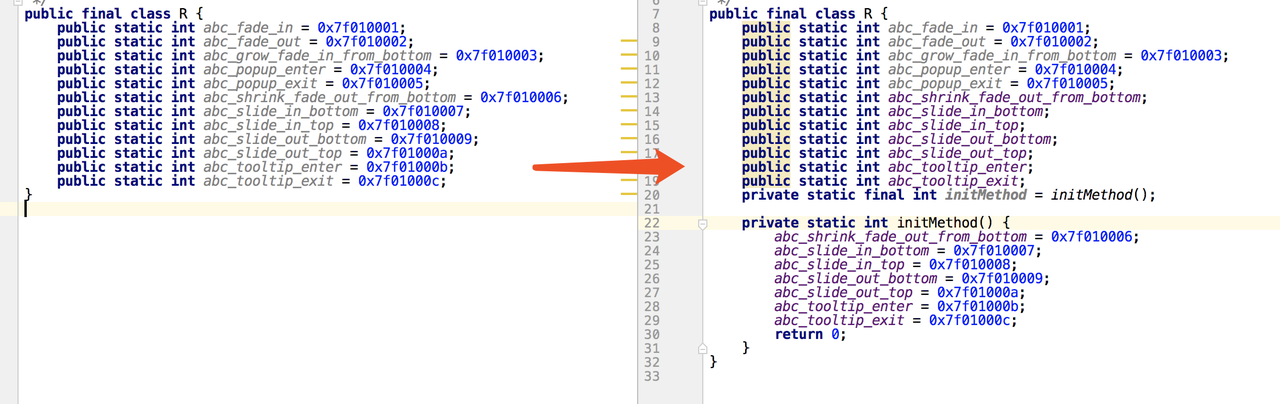 */
public final class R {
public static int abc_fade_in = 0x7f010001;
public static int abc_fade_out = 0x7f010002;
public static int abc_grow_fade_in_from_bottom = 0x7f010003;
public static int abc_popup_enter = 0x7f010004;
public static int abc_popup_exit = 0x7f010005;
public static int abc_shrink_fade_out_from_bottom = 0x7f010006;
public static int abc_slide_in_bottom = 0x7f010007;
public static int abc_slide_in_top = 0x7f010008;
public static int abc_slide_out_bottom = 0x7f010009;
public static int abc_slide_out_top = 0x7f01000a;
public static int abc_tooltip_enter = 0x7f01000b;
public static int abc_tooltip_exit = 0x7f01000c;
}
6 */
7 public final class R {
8 public static int abc_fade_in = 0x7f010001;
9 public static int abc_fade_out = 0x7f010002;
10 public static int abc_grow_fade_in_from_bottom = 0x7f010003;
11 public static int abc_popup_enter = 0x7f010004;
12 public static int abc_popup_exit = 0x7f010005;
13 public static int abc_shrink_fade_out_from_bottom;
14 public static int abc_slide_in_bottom;
15 public static int abc_slide_in_top;
16 public static int abc_slide_out_bottom;
17 public static int abc_slide_out_top;
public static int abc_tooltip_enter;
19 public static int abc_tooltip_exit;
20 private static final int initMethod = initMethod();
21
22 private static int initMethod() {
23 abc_shrink_fade_out_from_bottom = 0x7f010006;
24 abc_slide_in_bottom = 0x7f010007;
25 abc_slide_in_top = 0x7f010008;
26 abc_slide_out_bottom = 0x7f010009;
27 abc_slide_out_top = 0x7f01000a;
28 abc_tooltip_enter = 0x7f01000b;
29 abc_tooltip_exit = 0x7f01000c;
30 return 0;
31 }
32 }
33